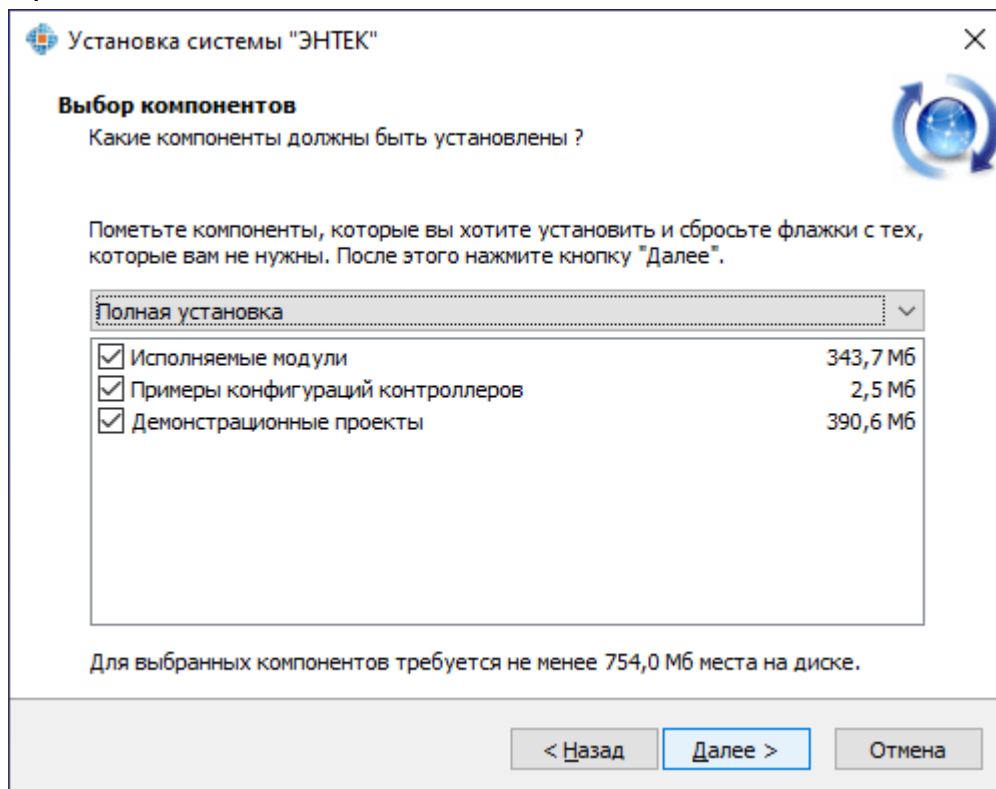 Установка системы "ЭНТЕК"
Выбор компонентов
Какие компоненты должны быть установлены ?
Пометьте компоненты, которые вы хотите установить и сбросьте флажки с тех,
которые вам не нужны. После этого нажмите кнопку "Далее".
Полная установка
Исполняемые модули 343,7 Мб
Примеры конфигураций контроллеров 2,5 Мб
Демонстрационные проекты 390,6 Мб
Для выбранных компонентов требуется не менее 754,0 Мб места на диске.
< Назад Далее > Отмена